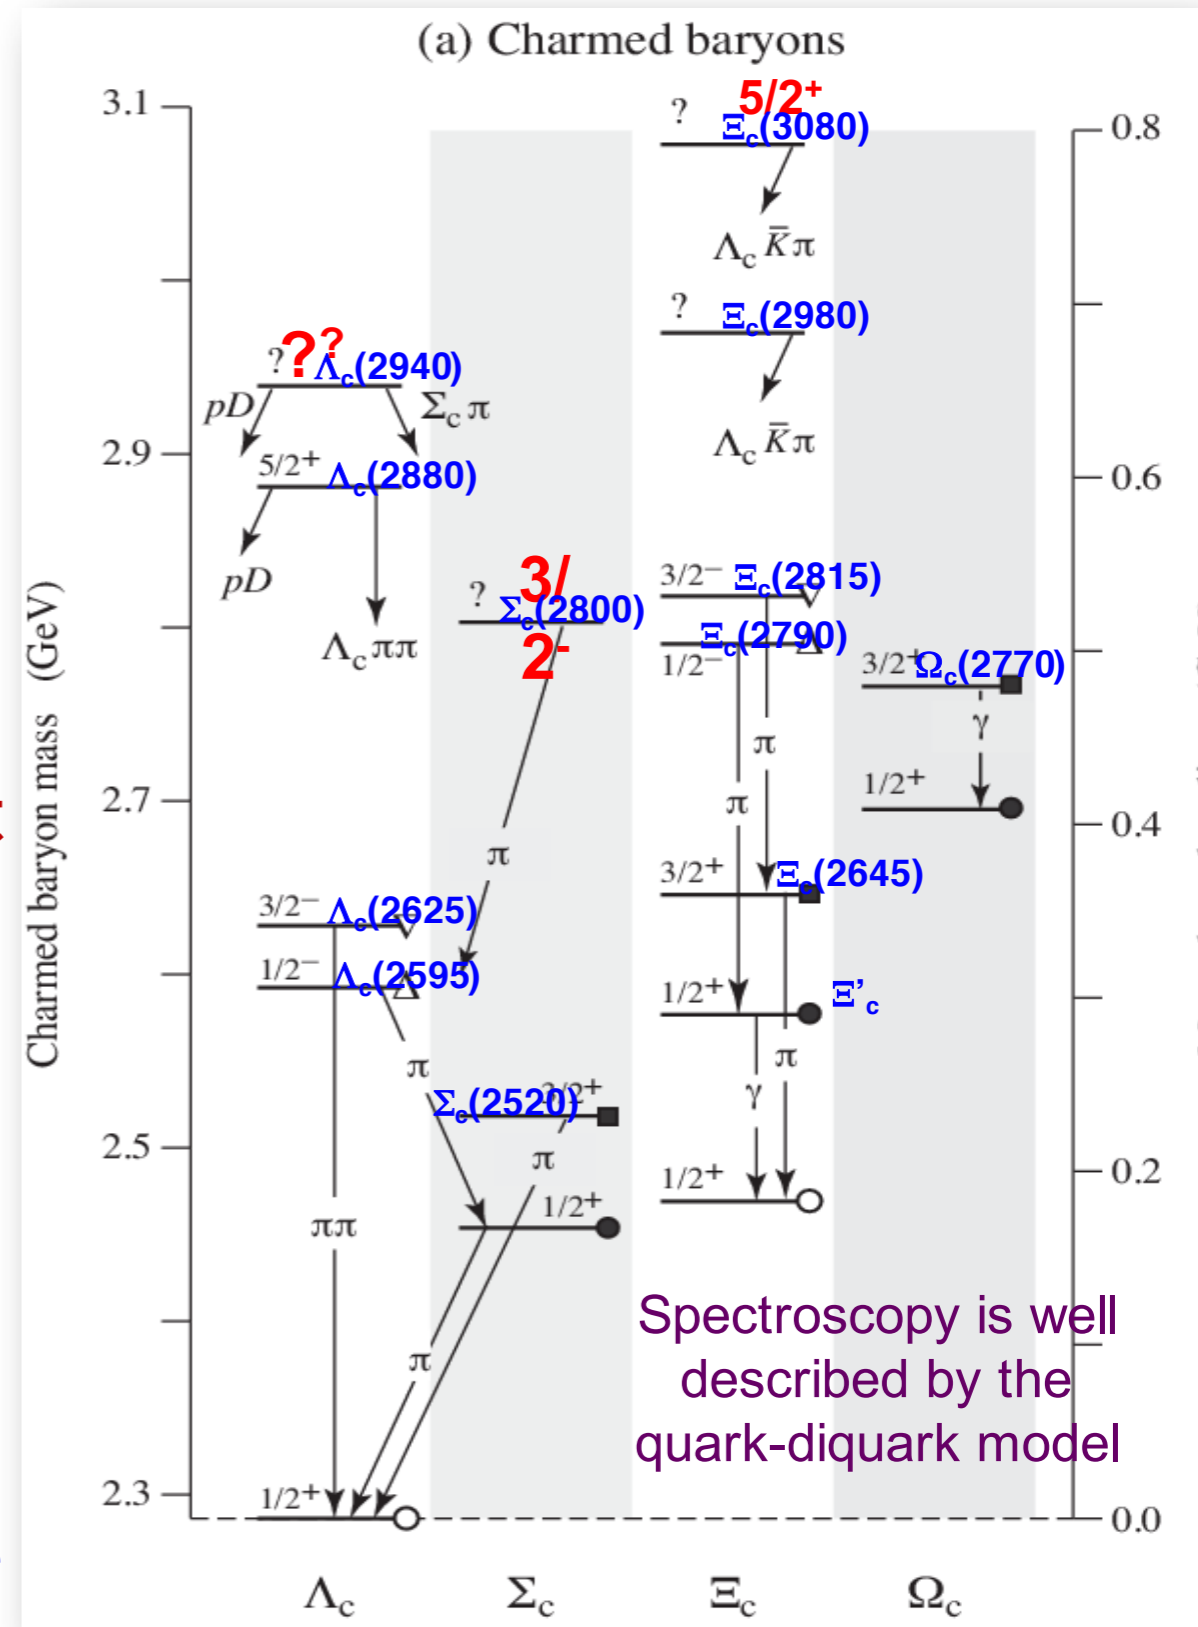 (a) Charmed baryons
3.1
2.9
2.7
2.5
2.3
Charmed baryon mass (GeV)
0.8
0.6
0.4
0.2
0.0
? ?? Λc(2940)
pD
Σc π
5/2+ Λc(2880)
pD
Λc ππ
3/2− Λc(2625)
1/2− Λc(2595)
π
ππ
1/2+
Λc
? 3/2- Σc(2800)
π
Σc(2520) 3/2+
π
1/2+
π
Σc
? 5/2+
Ξc(3080)
Λc K̄π
? Ξc(2980)
Λc K̄π
3/2− Ξc(2815)
Ξc(2790)
1/2−
π
π
3/2+ Ξc(2645)
1/2+ Ξ’c
π
γ
1/2+
Ξc
3/2+ Ωc(2770)
γ
1/2+
Ωc
Spectroscopy is well
described by the
quark-diquark model